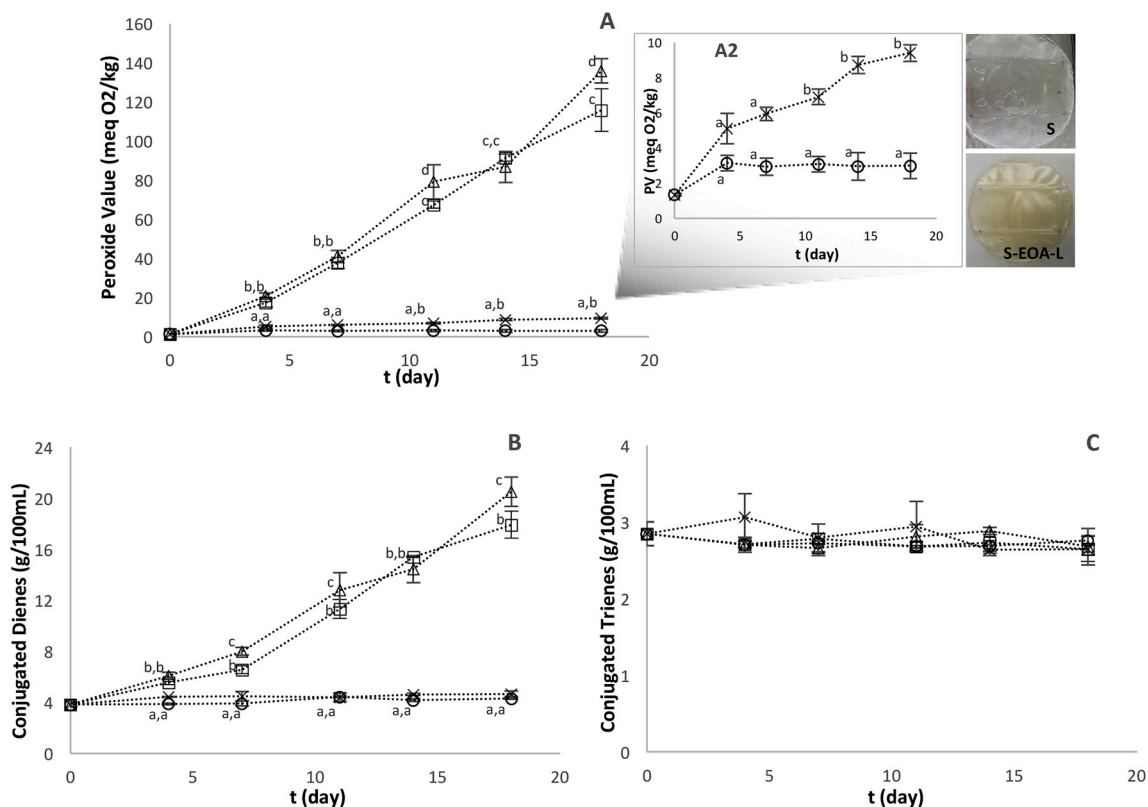 A
Peroxide Value (meq O2/kg)
160
140
120
100
80
60
40
20
0
b,b
b,b
d
c
c,c
d
c
a,a
a,a
a,b
a,b
a,b
0
5
10
15
20
t (day)
A2
PV (meq O2/kg)
10
8
6
4
2
0
a
a
b
b
b
a
a
a
a
a
0
5
10
15
20
t (day)
S
S-EOA-L
B
Conjugated Dienes (g/100mL)
24
20
16
12
8
4
0
b,b
c
b
c
b
b,b
c
b
a,a
a,a
a,a
a,a
a,a
0
5
10
15
20
t (day)
C
Conjugated Trienes (g/100mL)
4
3
2
1
0
0
5
10
15
20
t (day)